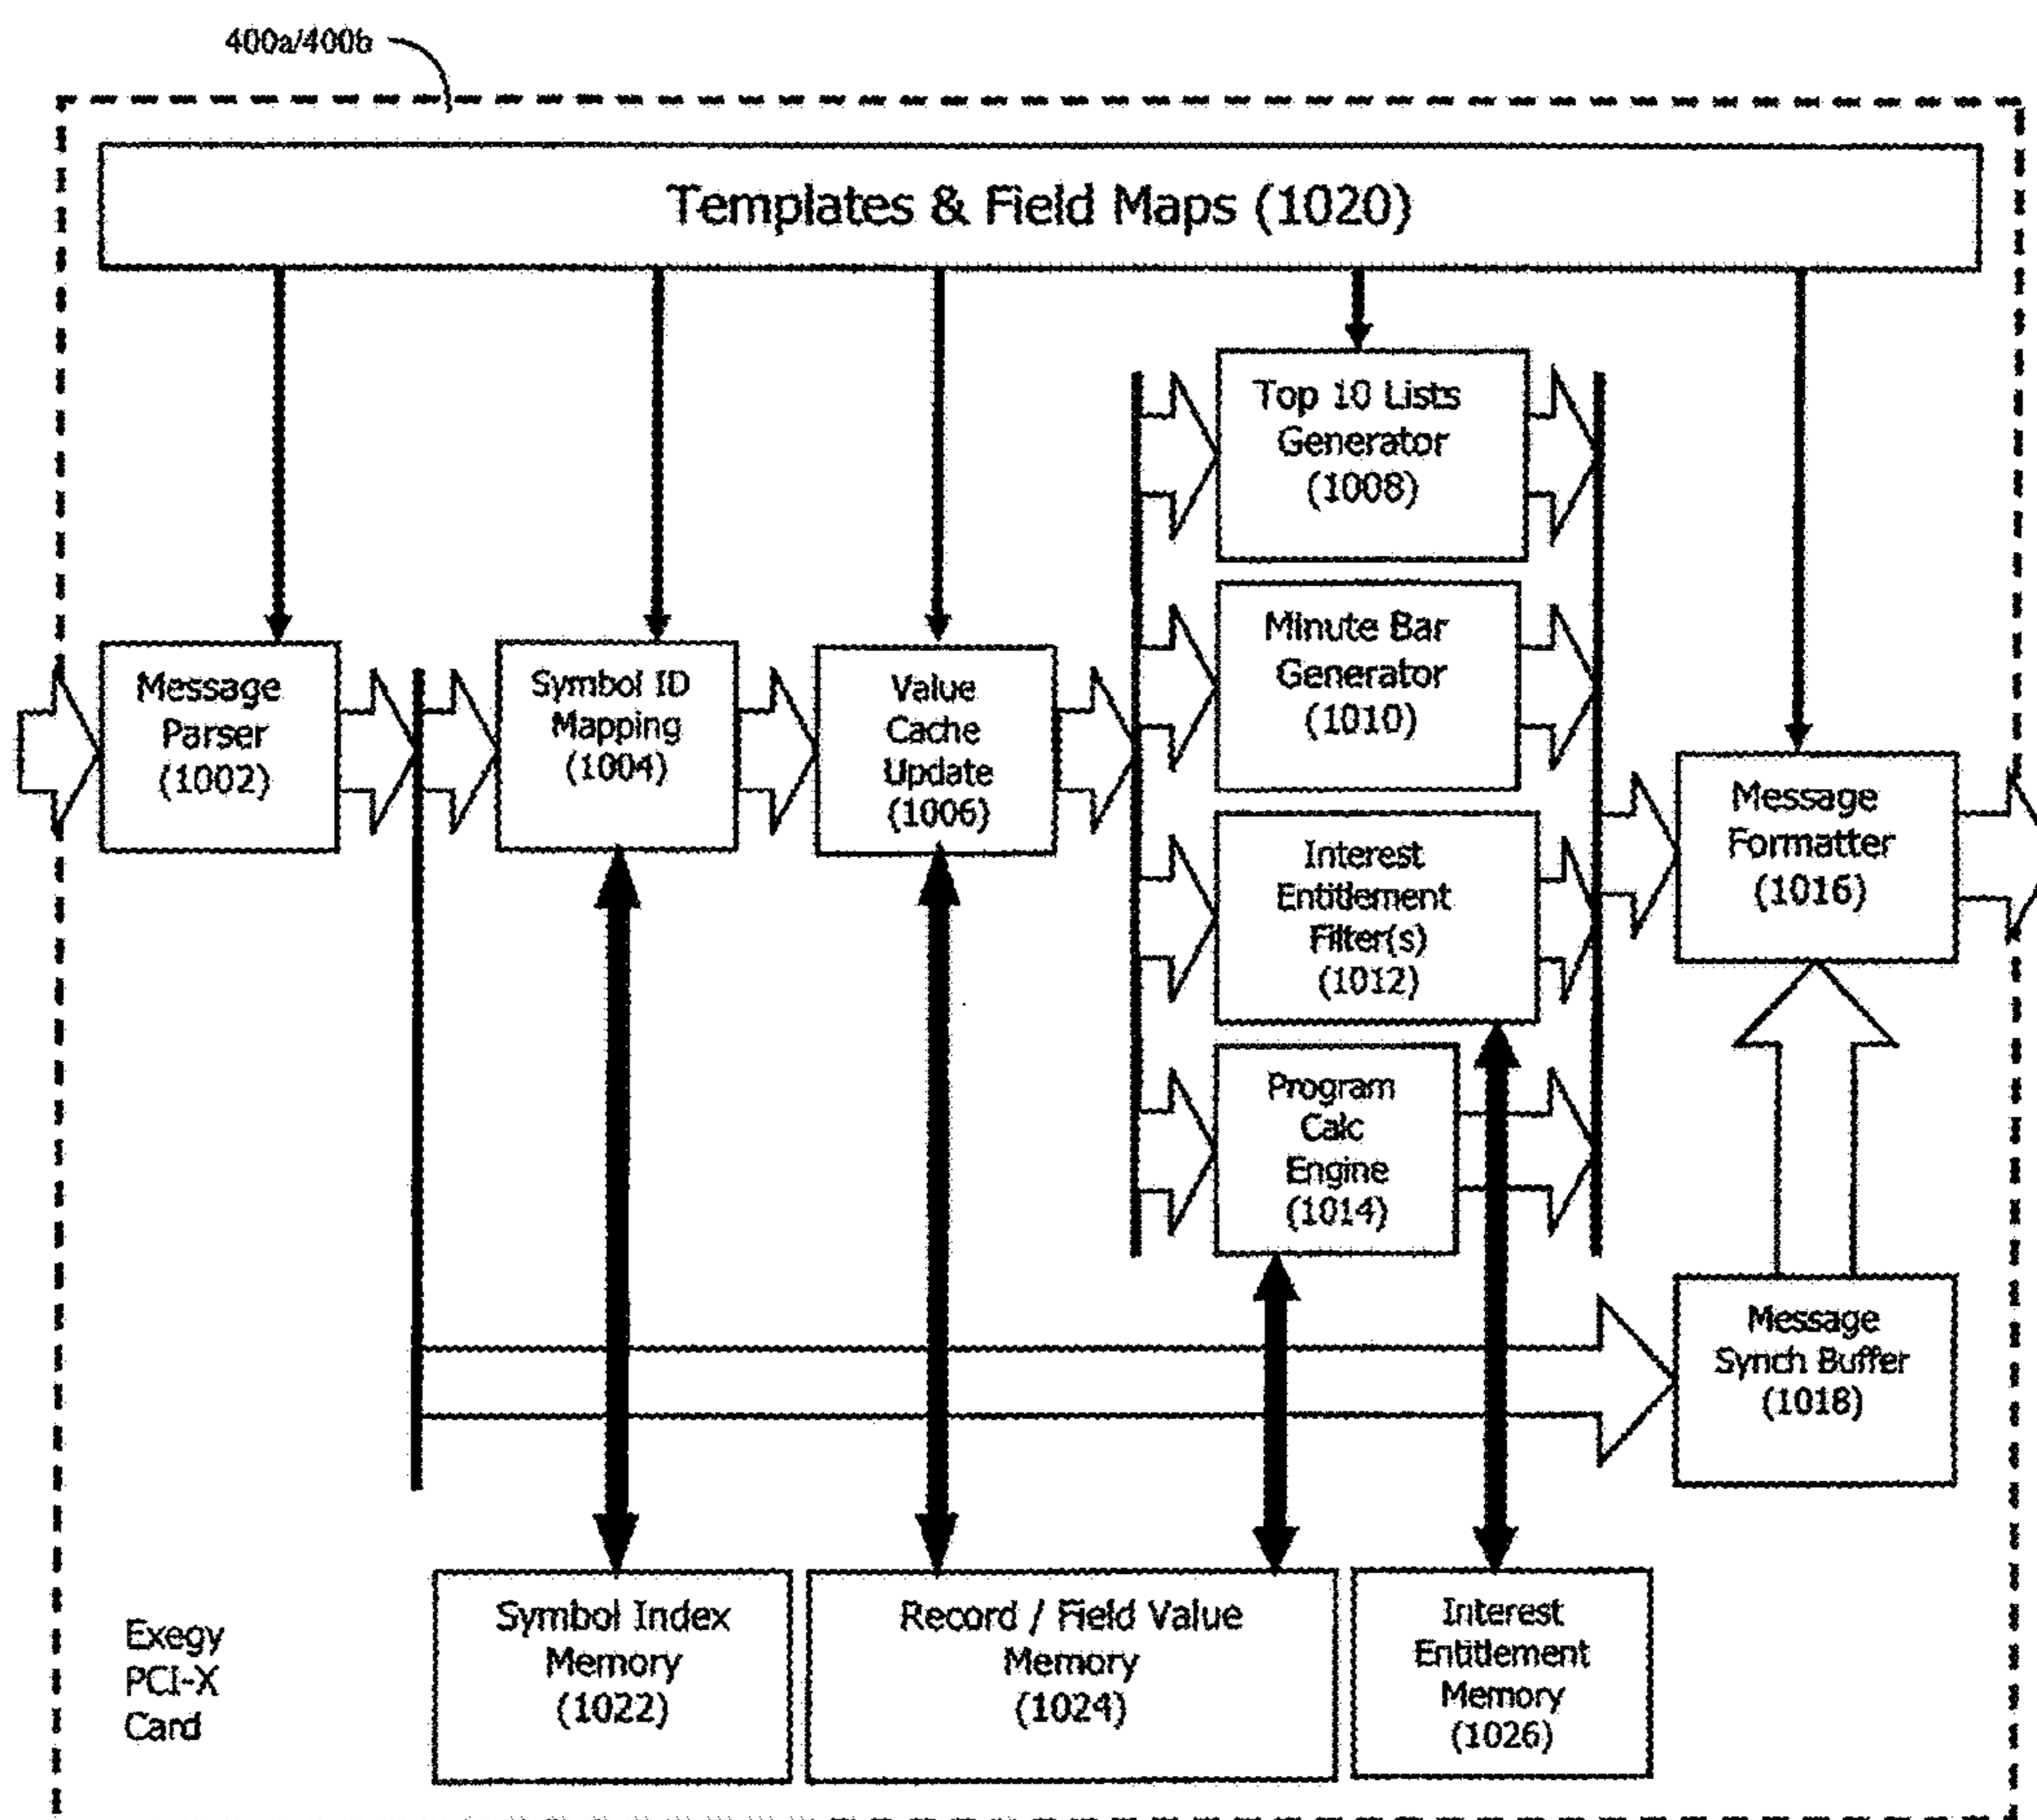 400a/400b
Templates & Field Maps (1020)
Top 10 Lists
Generator
(1008)
Message
Parser
(1002)
Symbol ID
Mapping
(1004)
Value
Cache
Update
(1006)
Minute Bar
Generator
(1010)
Interest
Entitlement
Filter(s)
(1012)
Program
Calc
Engine
(1014)
Message
Formatter
(1016)
Message
Synch Buffer
(1018)
Exegy
PCI-X
Card
Symbol Index
Memory
(1022)
Record / Field Value
Memory
(1024)
Interest
Entitlement
Memory
(1026)